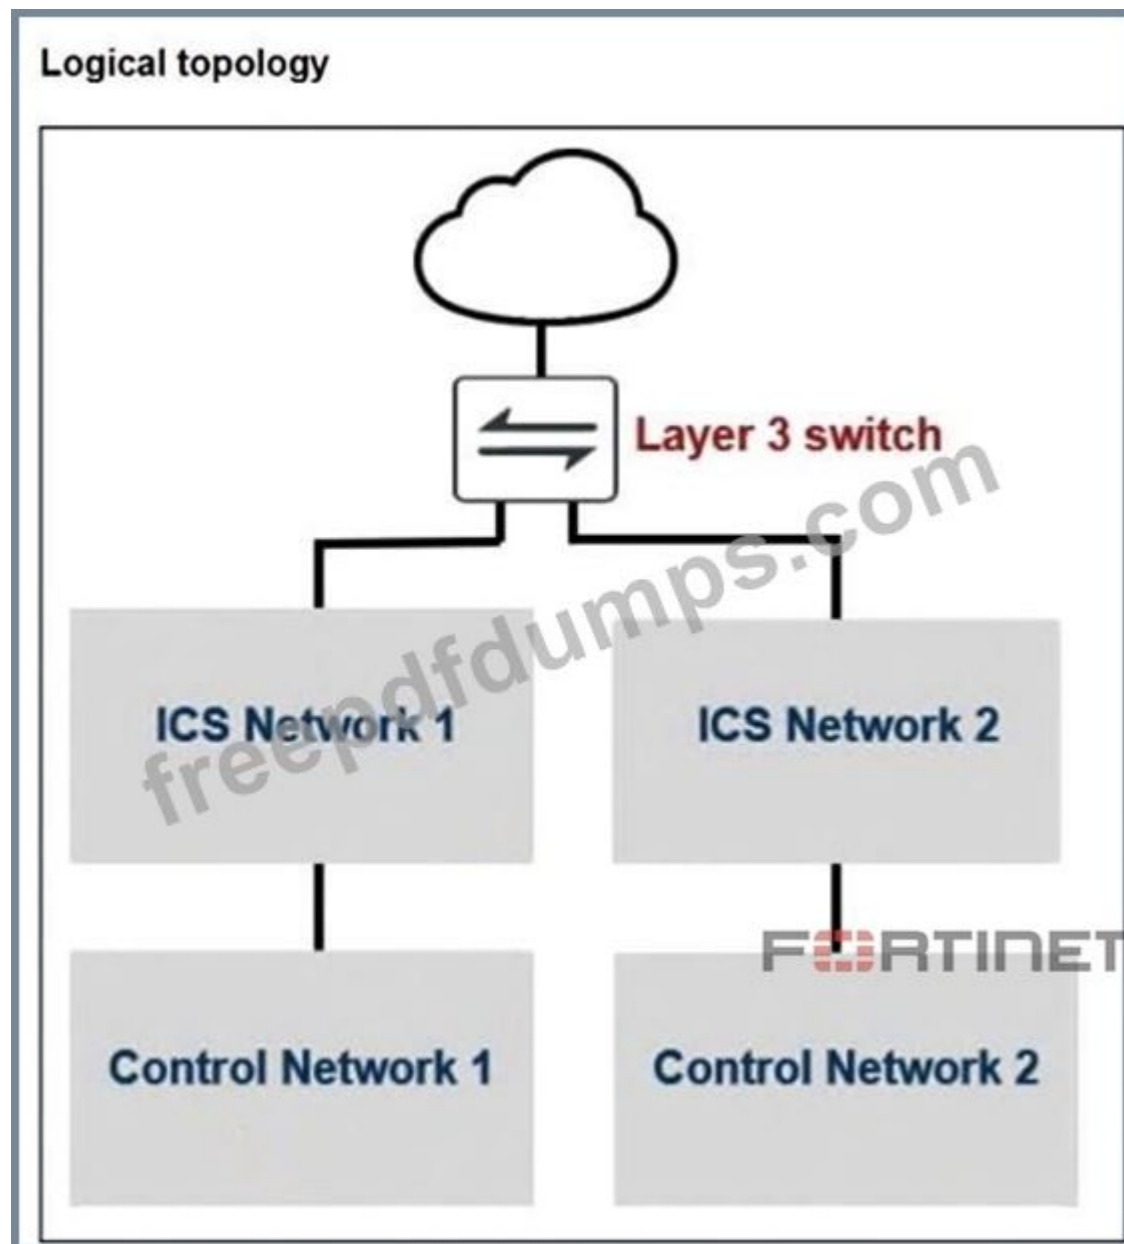 Logical topology
Layer 3 switch
freepdfdumps.com
ICS Network 1
ICS Network 2
FORTINET
Control Network 1
Control Network 2